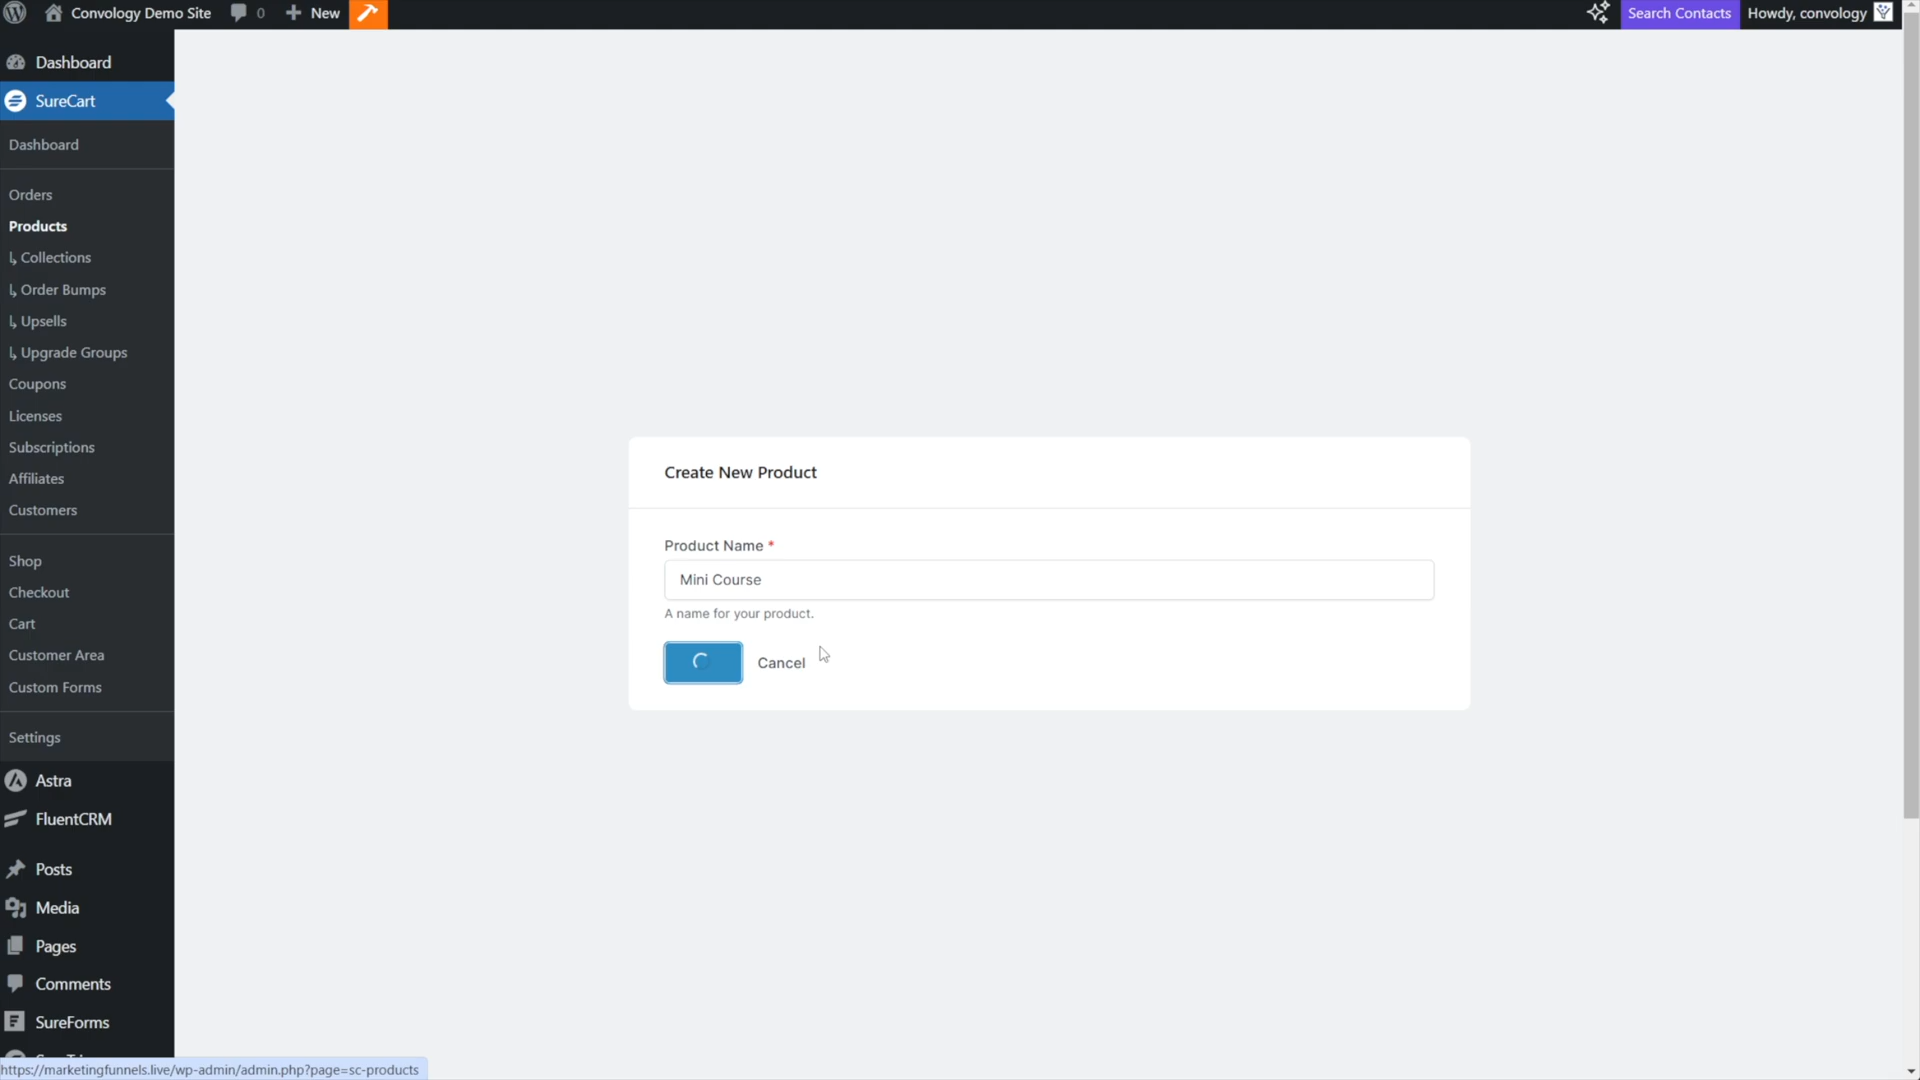 Convology Demo Site
0
New
Search Contacts
Howdy, convology
Dashboard
SureCart
Dashboard
Orders
Products
Collections
Order Bumps
Upsells
Upgrade Groups
Coupons
Licenses
Subscriptions
Affiliates
Customers
Shop
Checkout
Cart
Customer Area
Custom Forms
Settings
Astra
FluentCRM
Posts
Media
Pages
Comments
SureForms
Create New Product
Product Name *
Mini Course
A name for your product.
Cancel
https://marketingfunnels.live/wp-admin/admin.php?page=sc-products